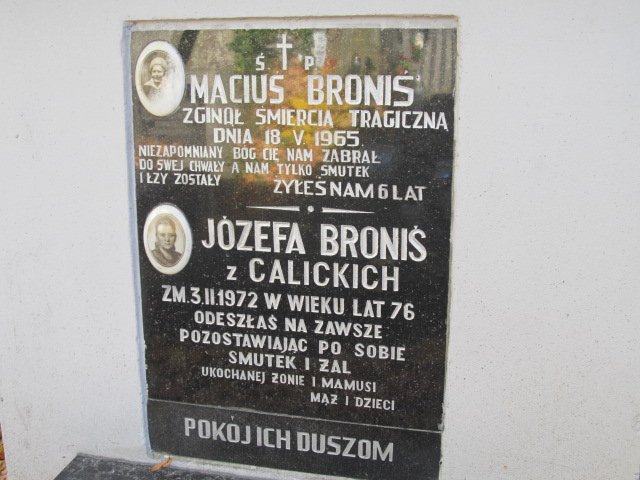 Ś. P
MACIUŚ BRONIŚ
ZGINĄŁ ŚMIERCIA TRAGICZNĄ
DNIA 18.V.1965.
NIEZAPOMNIANY BÓG CIĘ NAM ZABRAŁ
DO SWEJ CHWAŁY A NAM TYLKO SMUTEK
I ŁZY ZOSTAŁY
ŻYŁEŚ NAM 6 LAT
JÓZEFA BRONIŚ
z CALICKICH
ZM.3.II.1972 W WIEKU LAT 76
ODESZŁAŚ NA ZAWSZE
POZOSTAWIAJĄC PO SOBIE
SMUTEK I ŻAL
UKOCHANEJ ŻONIE I MAMUSI
MĄŻ I DZIECI
POKÓJ ICH DUSZOM